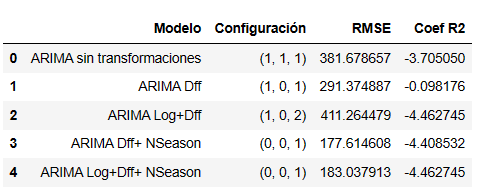 Modelo Configuración RMSE Coef R2
0 ARIMA sin transformaciones (1, 1, 1) 381.678657 -3.705050
1 ARIMA Dff (1, 0, 1) 291.374887 -0.098176
2 ARIMA Log+Dff (1, 0, 2) 411.264479 -4.462745
3 ARIMA Dff+ NSeason (0, 0, 1) 177.614608 -4.408532
4 ARIMA Log+Dff+ NSeason (0, 0, 1) 183.037913 -4.462745